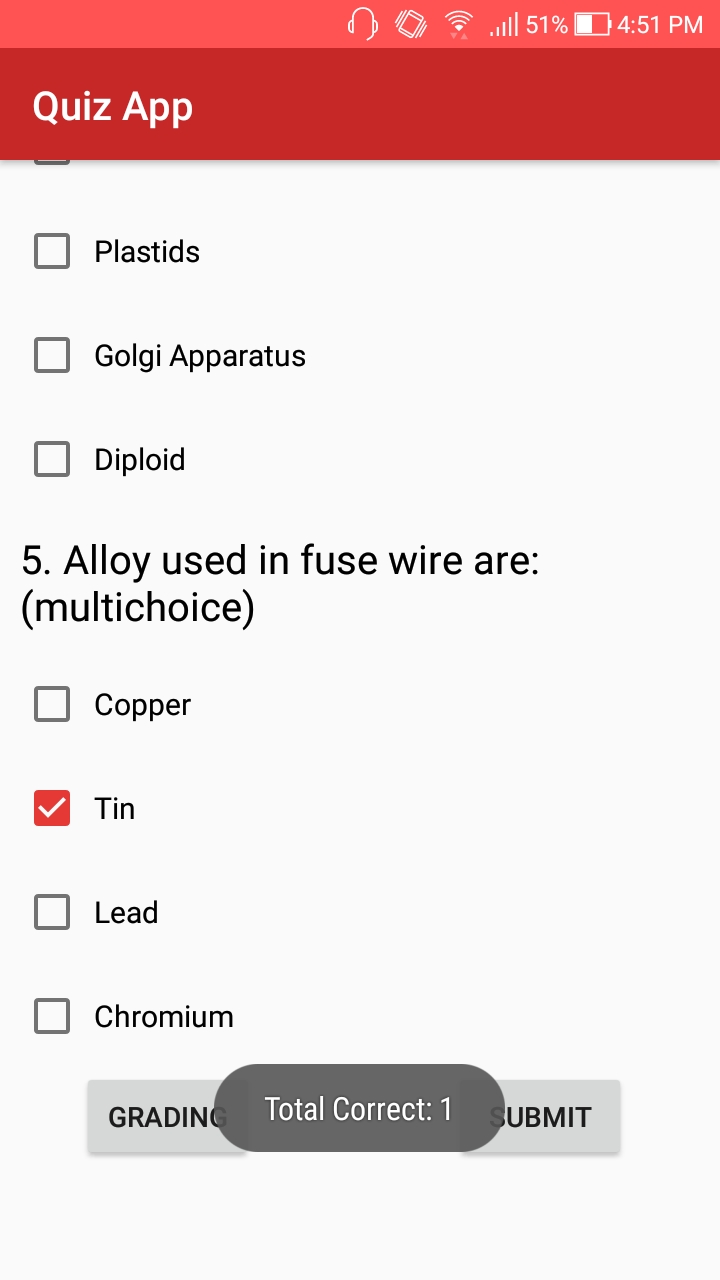 51% 4:51 PM
Quiz App
Plastids
Golgi Apparatus
Diploid
5. Alloy used in fuse wire are:
(multichoice)
Copper
Tin
Lead
Chromium
GRADING Total Correct: 1 SUBMIT